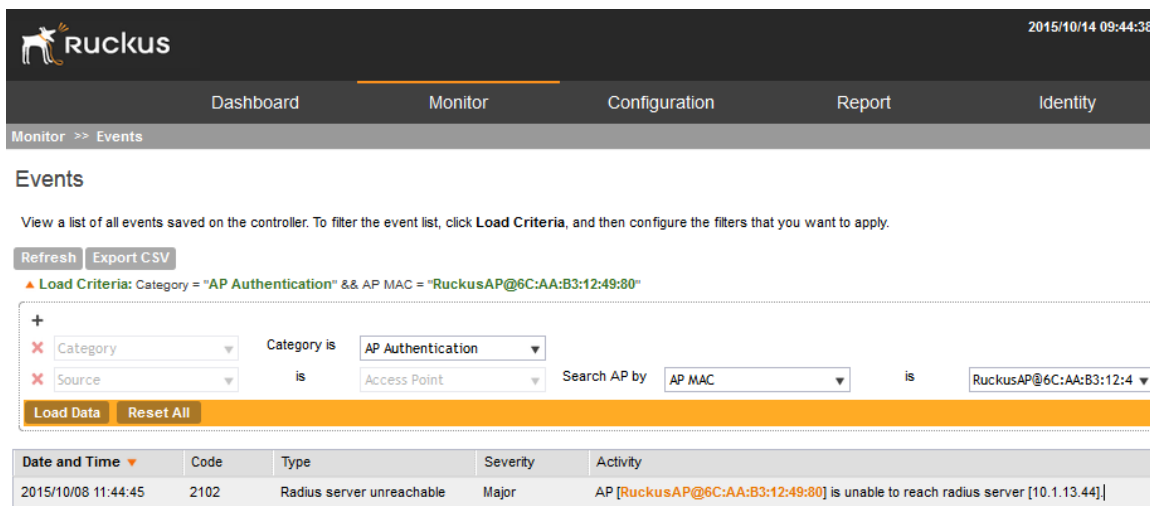 RUCKUS
2015/10/14 09:44:38
Dashboard Monitor Configuration Report Identity
Monitor >> Events
Events
View a list of all events saved on the controller. To filter the event list, click Load Criteria, and then configure the filters that you want to apply.
Refresh Export CSV
Load Criteria: Category = "AP Authentication" && AP MAC = "RuckusAP@6C:AA:B3:12:49:80"
+
Category Category is AP Authentication
Source is Access Point Search AP by AP MAC is RuckusAP@6C:AA:B3:12:4
Load Data Reset All
Date and Time Code Type Severity Activity
2015/10/08 11:44:45 2102 Radius server unreachable Major AP [RuckusAP@6C:AA:B3:12:49:80] is unable to reach radius server [10.1.13.44].